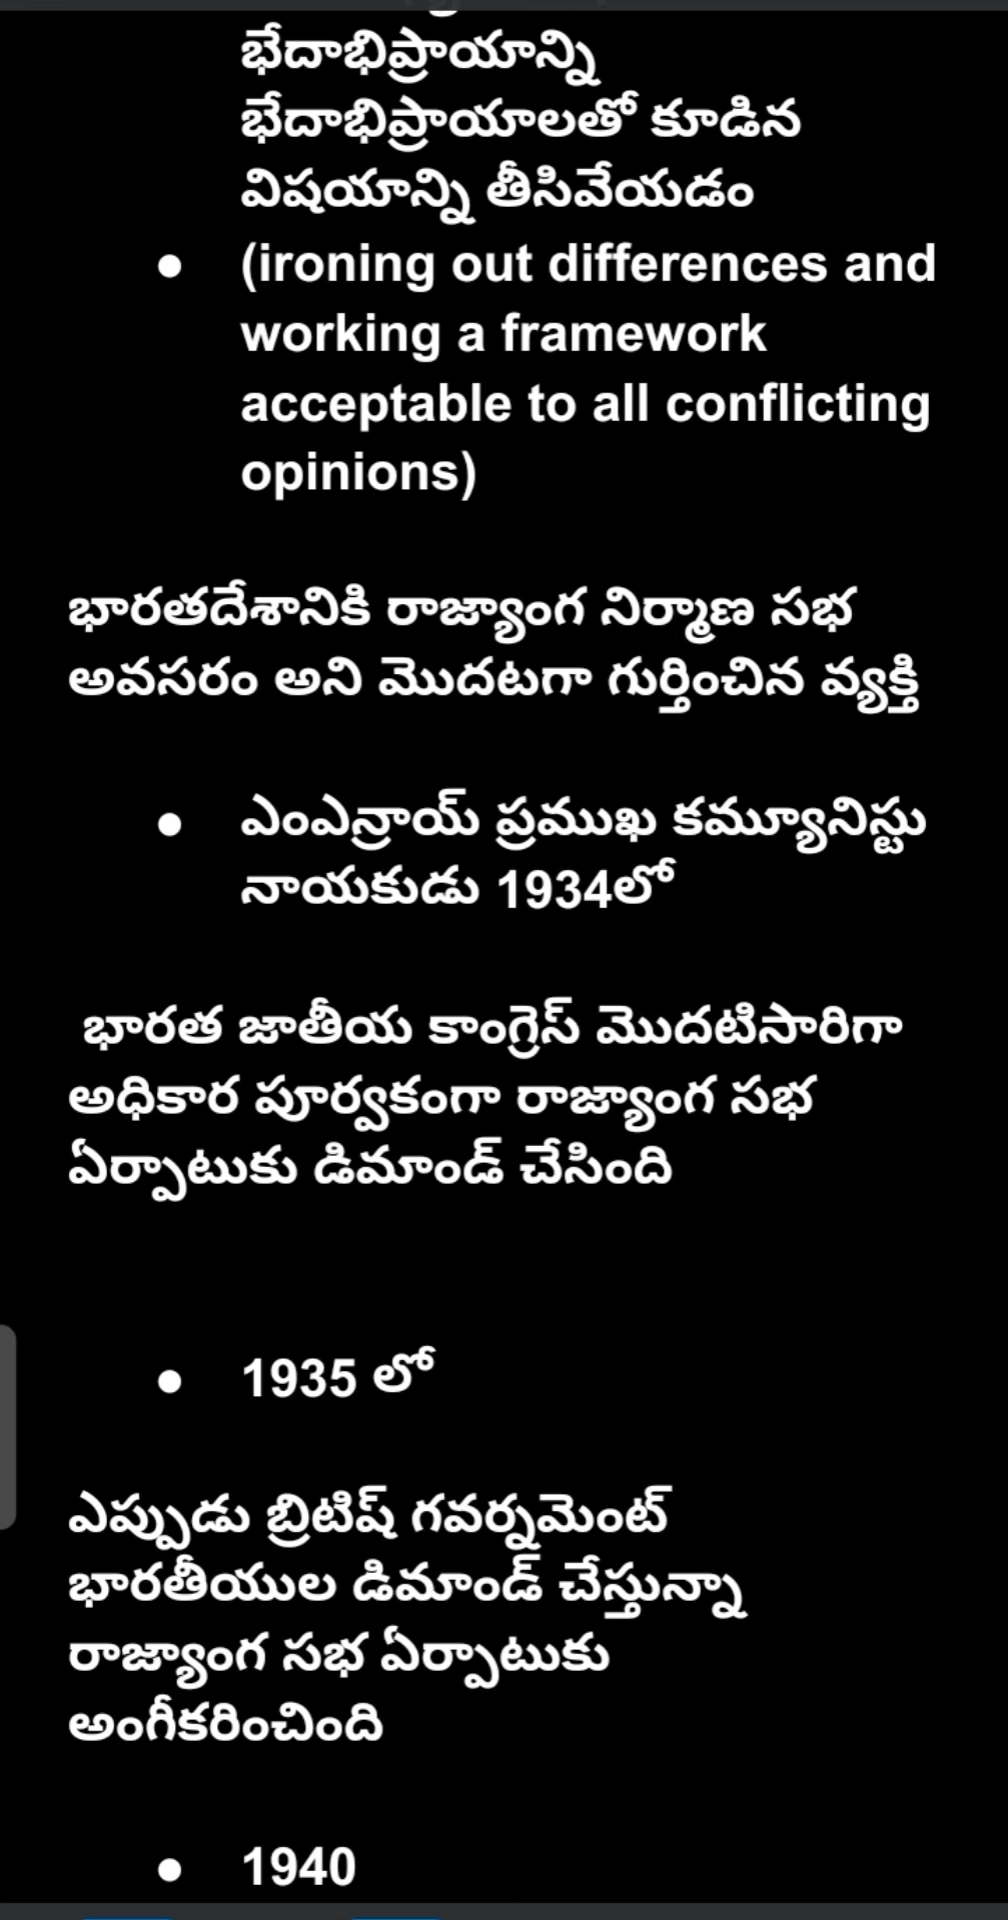 భేదాభిప్రాయాన్ని
భేదాభిప్రాయాలతో కూడిన
విషయాన్ని తీసివేయడం
● (ironing out differences and
working a framework
acceptable to all conflicting
opinions)
భారతదేశానికి రాజ్యాంగ నిర్మాణ సభ
అవసరం అని మొదటగా గుర్తించిన వ్యక్తి
● ఎంఎన్రాయ్ ప్రముఖ కమ్యూనిస్టు
నాయకుడు 1934లో
భారత జాతీయ కాంగ్రెస్ మొదటిసారిగా
అధికార పూర్వకంగా రాజ్యాంగ సభ
ఏర్పాటుకు డిమాండ్ చేసింది
● 1935 లో
ఎప్పుడు బ్రిటిష్ గవర్నమెంట్
భారతీయుల డిమాండ్ చేస్తున్నా
రాజ్యాంగ సభ ఏర్పాటుకు
అంగీకరించింది
● 1940